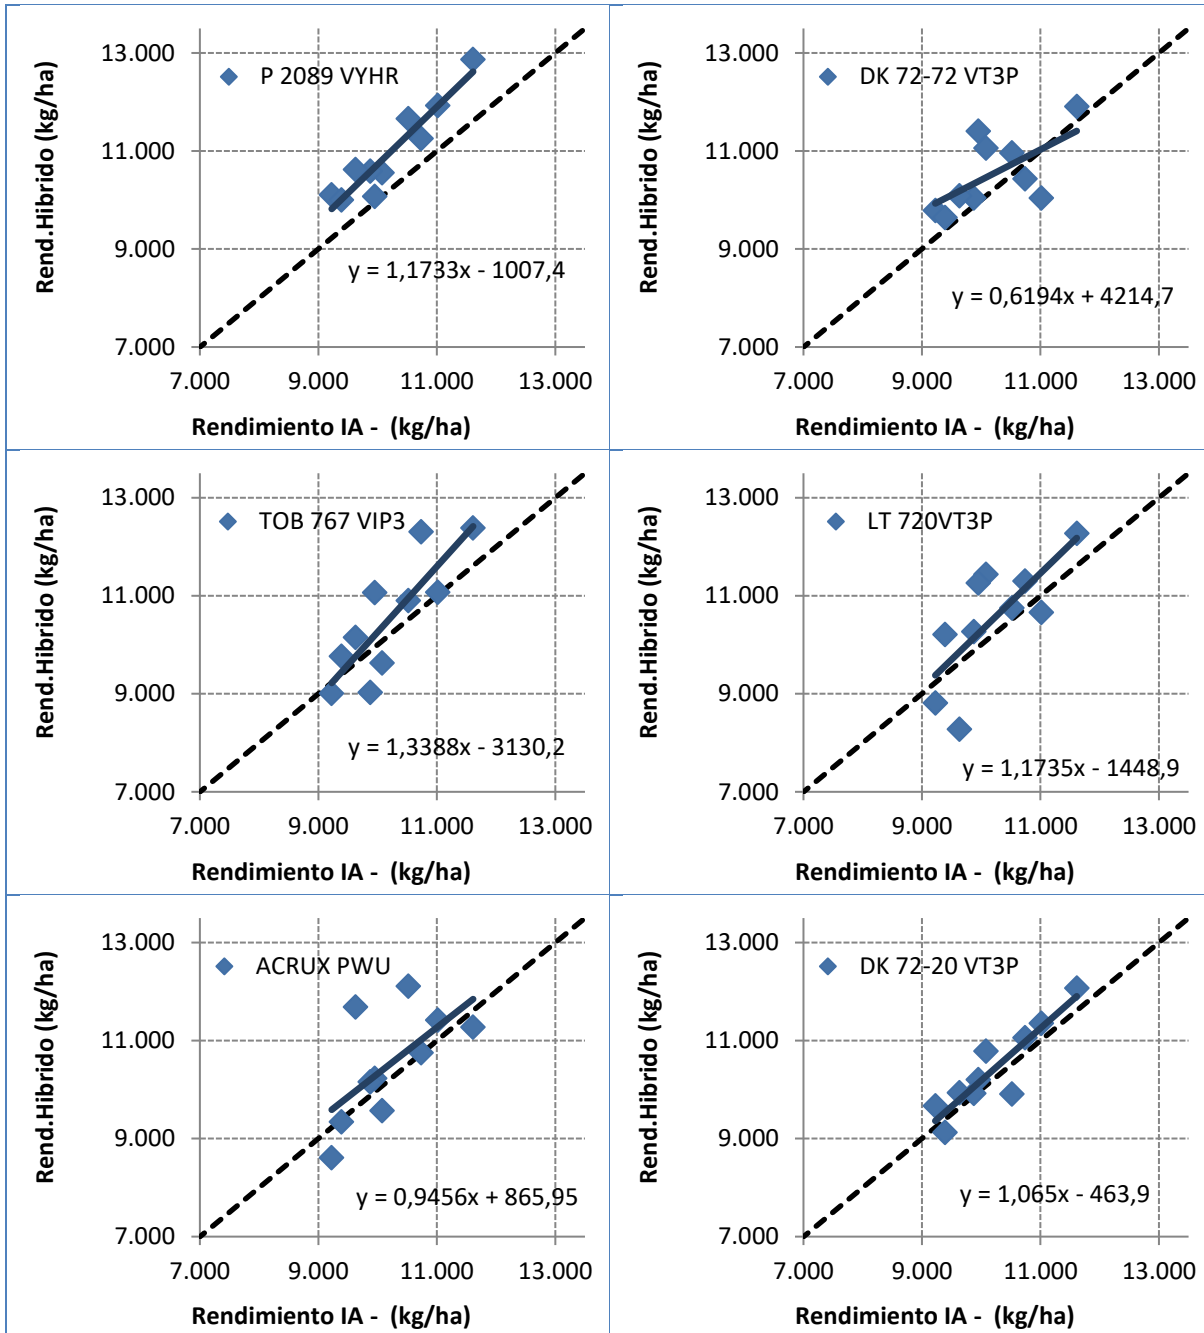 P 2089 VYHR
Rend.Hibrido (kg/ha)
13.000
11.000
9.000
7.000
y = 1,1733x - 1007,4
7.000 9.000 11.000 13.000
Rendimiento IA - (kg/ha)
DK 72-72 VT3P
Rend.Hibrido (kg/ha)
13.000
11.000
9.000
7.000
y = 0,6194x + 4214,7
7.000 9.000 11.000 13.000
Rendimiento IA - (kg/ha)
TOB 767 VIP3
Rend.Hibrido (kg/ha)
13.000
11.000
9.000
7.000
y = 1,3388x - 3130,2
7.000 9.000 11.000 13.000
Rendimiento IA - (kg/ha)
LT 720VT3P
Rend.Hibrido (kg/ha)
13.000
11.000
9.000
7.000
y = 1,1735x - 1448,9
7.000 9.000 11.000 13.000
Rendimiento IA - (kg/ha)
ACRUX PWU
Rend.Hibrido (kg/ha)
13.000
11.000
9.000
7.000
y = 0,9456x + 865,95
7.000 9.000 11.000 13.000
Rendimiento IA - (kg/ha)
DK 72-20 VT3P
Rend.Hibrido (kg/ha)
13.000
11.000
9.000
7.000
y = 1,065x - 463,9
7.000 9.000 11.000 13.000
Rendimiento IA - (kg/ha)